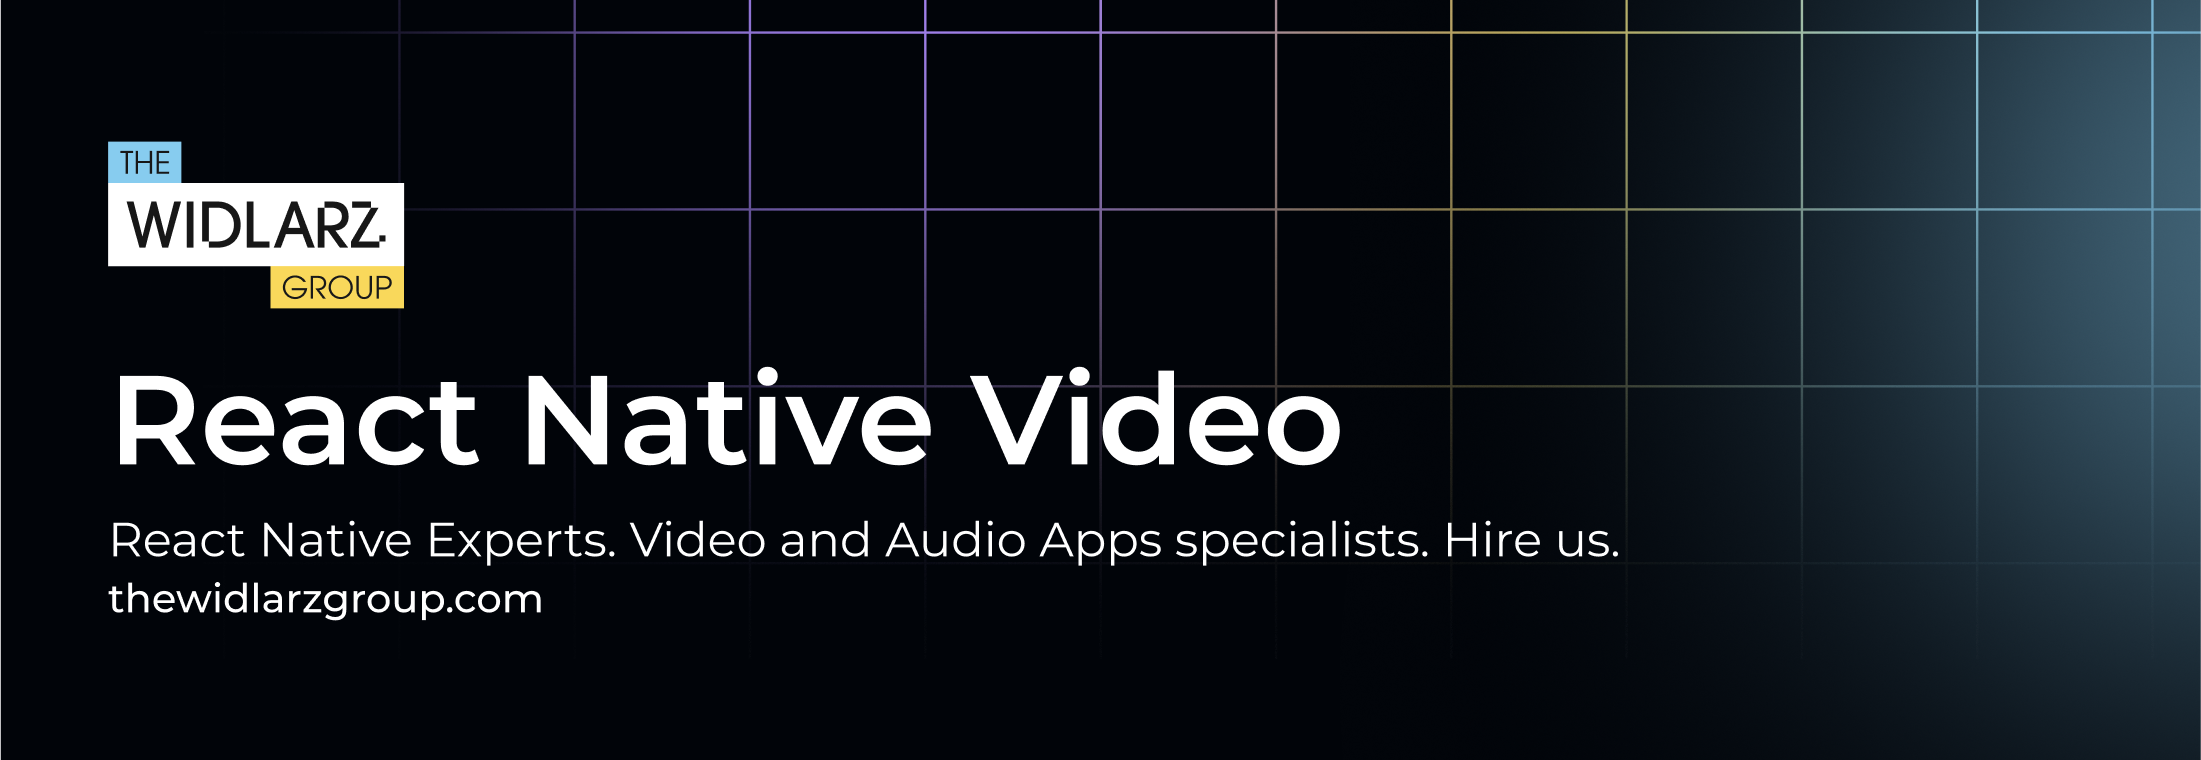 THE
WIDLARZ.
GROUP
React Native Video
React Native Experts. Video and Audio Apps specialists. Hire us.
thewidlarzgroup.com